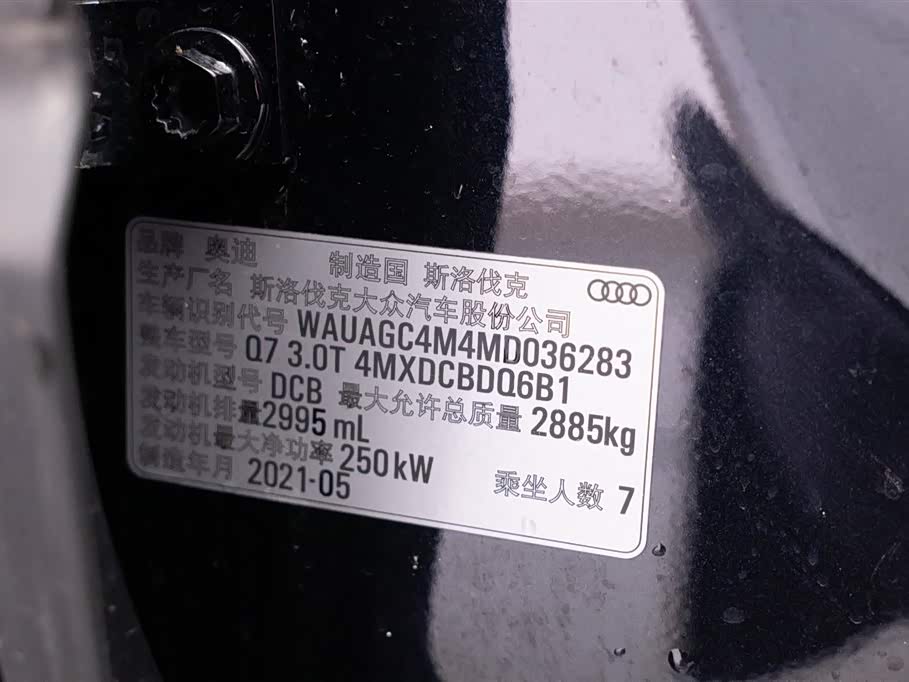 品牌 奥迪 制造国 斯洛伐克
生产厂名 斯洛伐克大众汽车股份公司
车辆识别代号 WAUAGC4M4MD036283
整车型号 Q7 3.0T 4MXDCBDQ6B1
发动机型号 DCB 最大允许总质量 2885kg
发动机排量 2995 mL
发动机最大净功率 250kW 乘坐人数 7
制造年月 2021-05